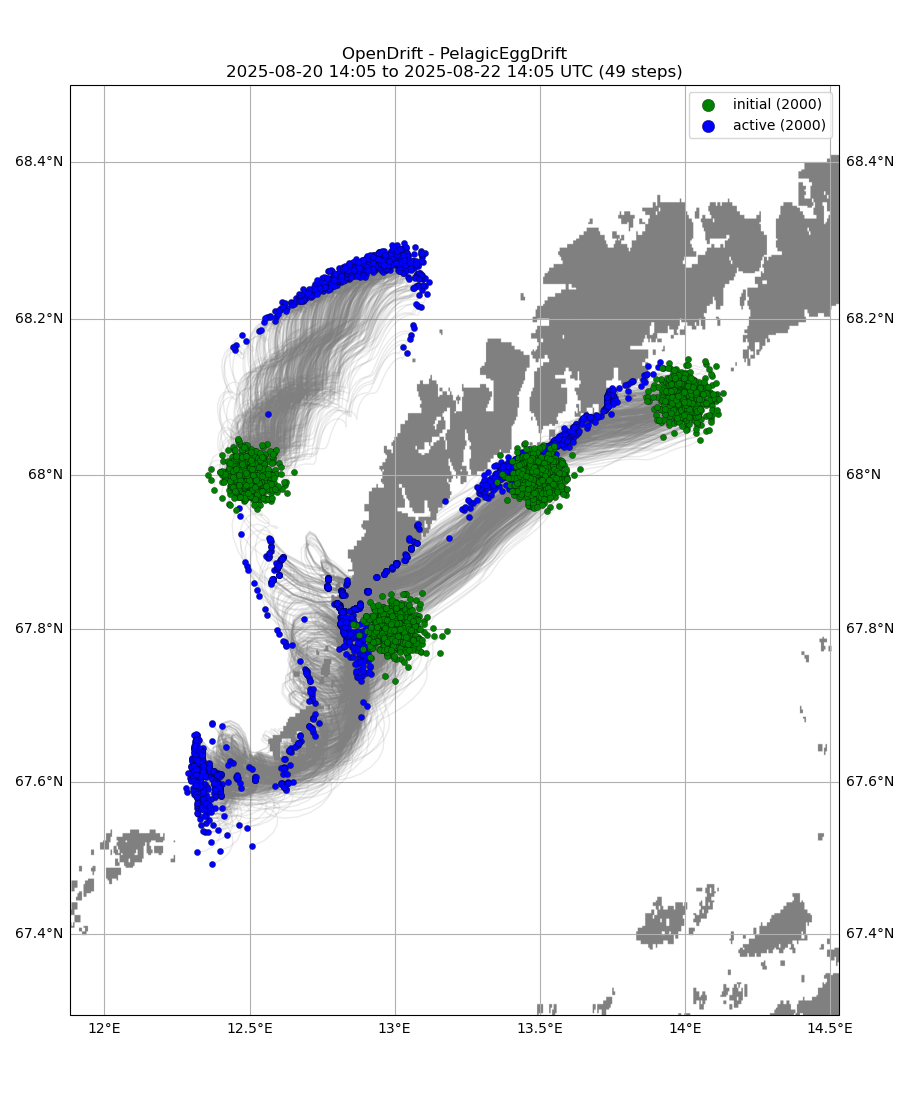 OpenDrift - PelagicEggDrift
2025-08-20 14:05 to 2025-08-22 14:05 UTC (49 steps)
initial (2000)
active (2000)
68.4°N 68.4°N
68.2°N 68.2°N
68°N 68°N
67.8°N 67.8°N
67.6°N 67.6°N
67.4°N 67.4°N
12°E 12.5°E 13°E 13.5°E 14°E 14.5°E